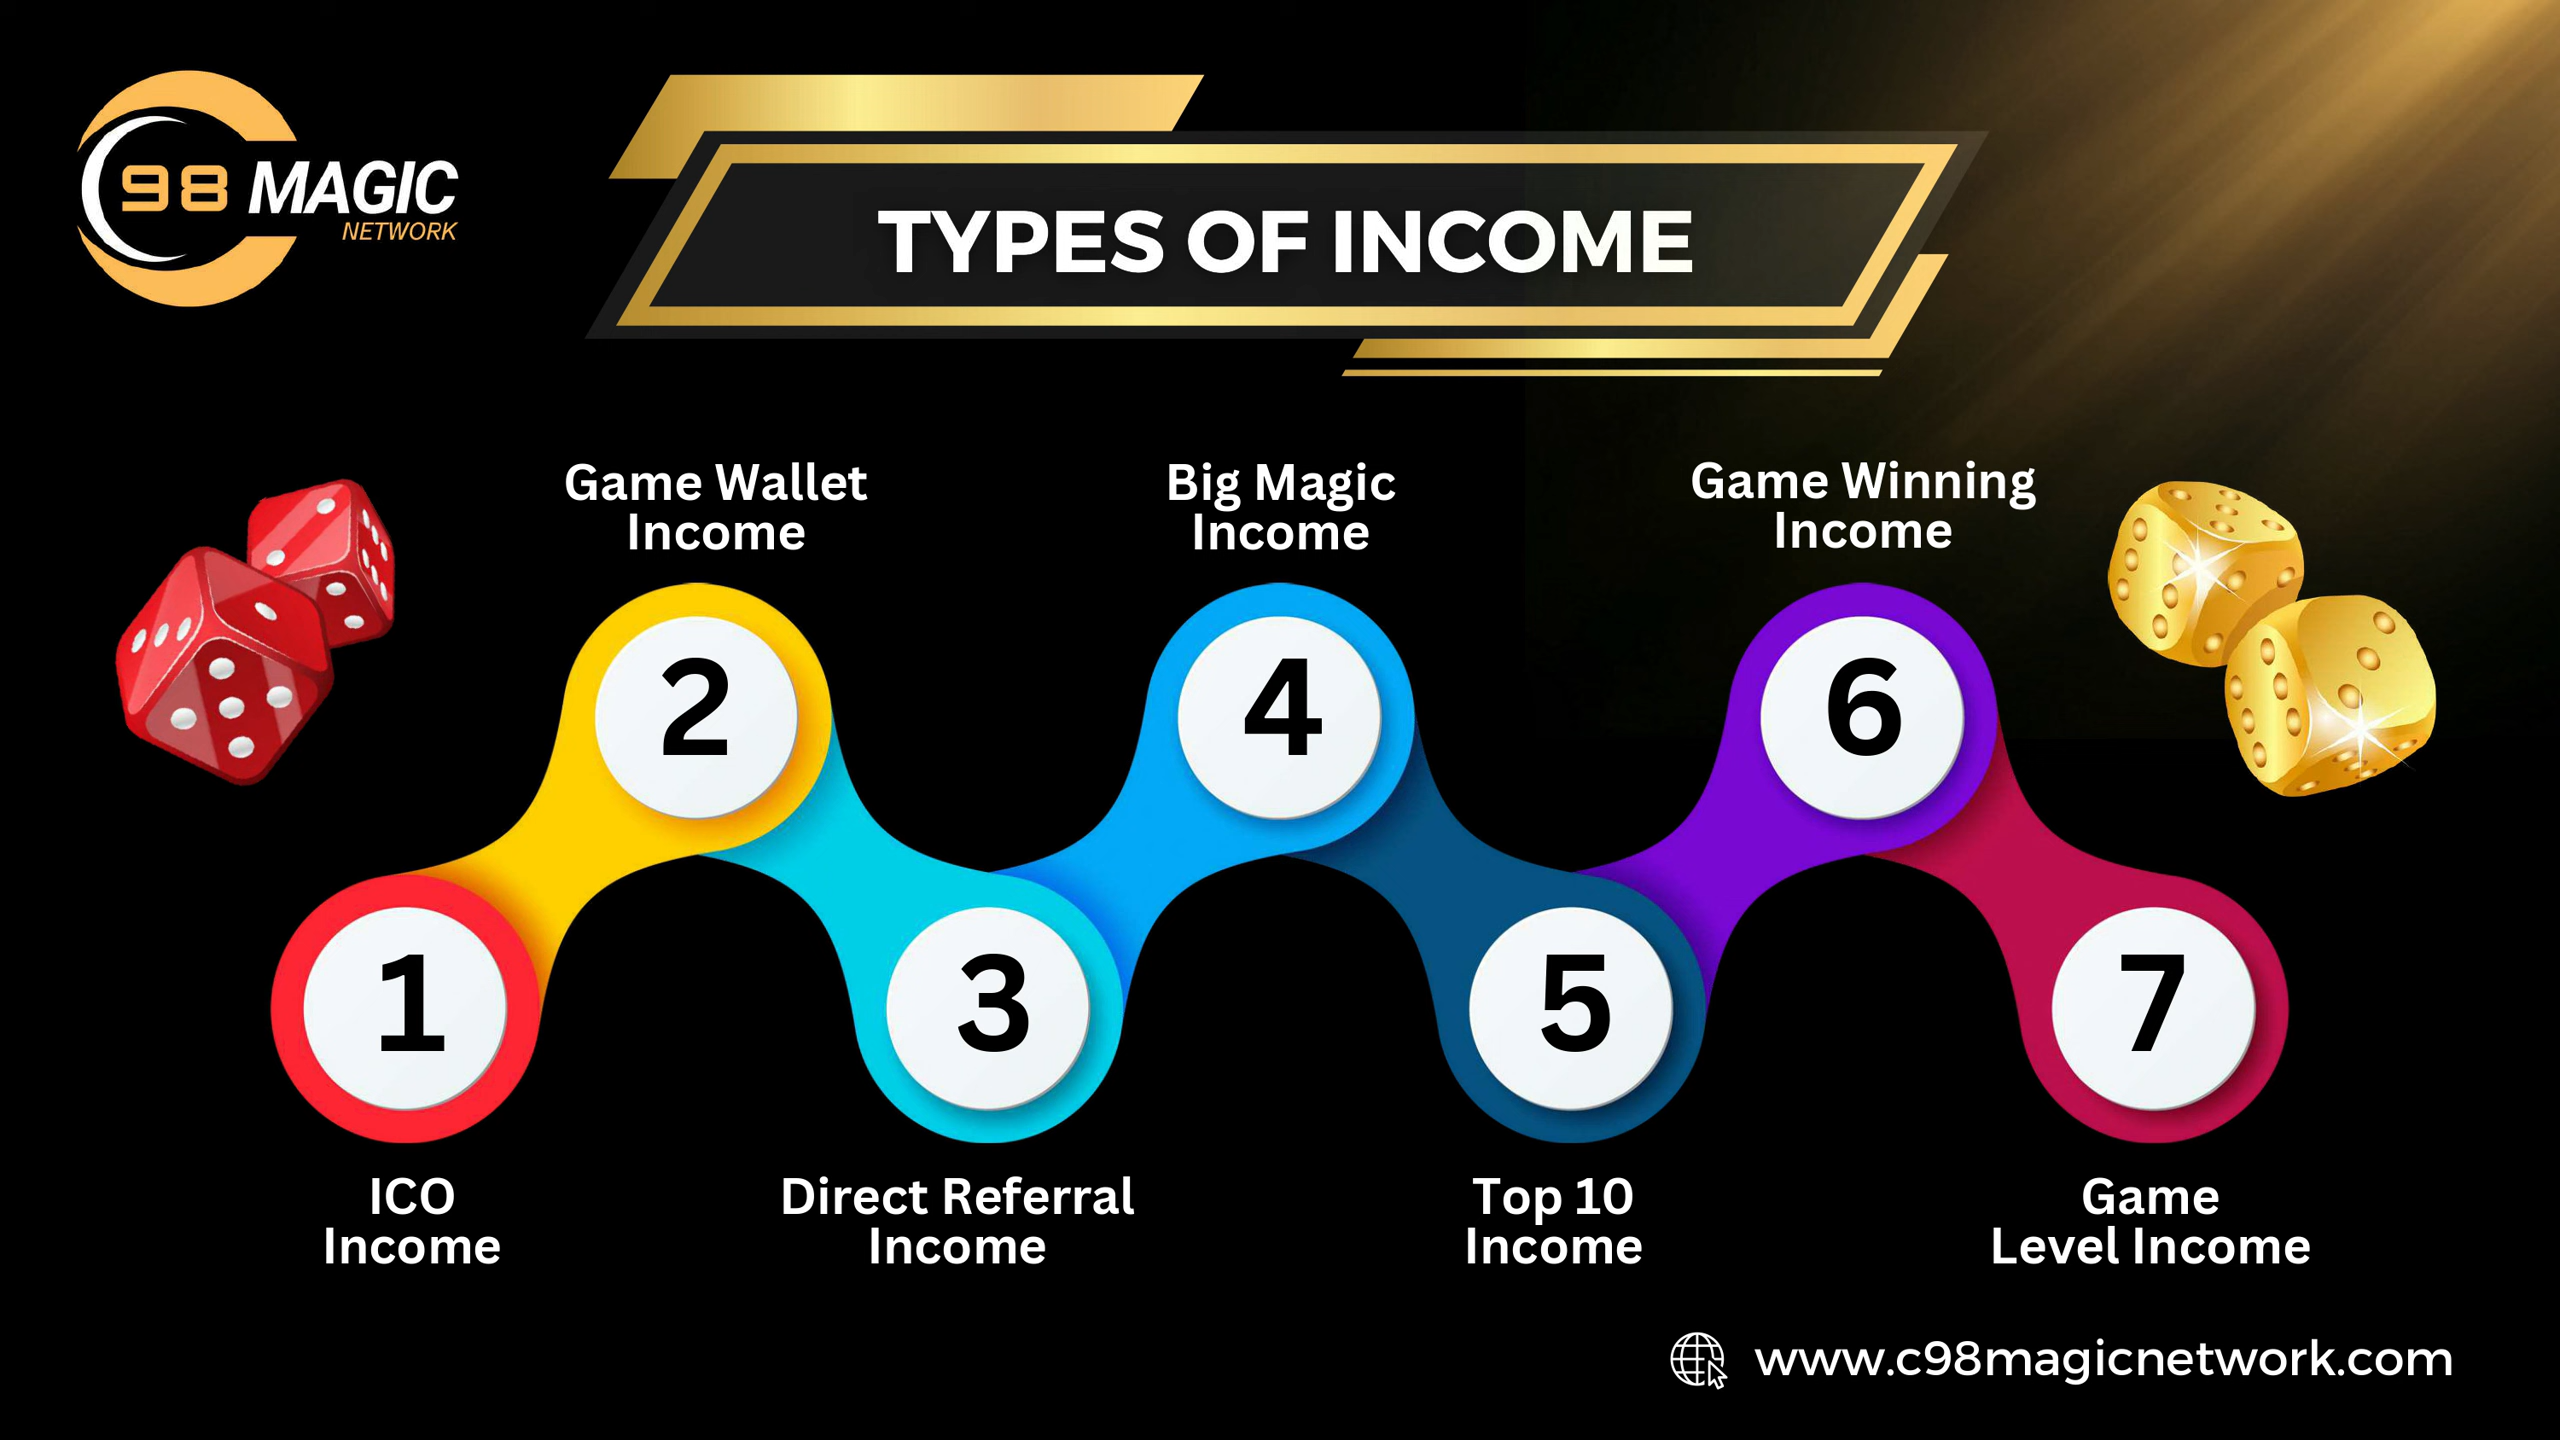 98 MAGIC
NETWORK
TYPES OF INCOME
Game Wallet
Income
Big Magic
Income
Game Winning
Income
2
4
6
1
3
5
7
ICO
Income
Direct Referral
Income
Top 10
Income
Game
Level Income
www.c98magicnetwork.com